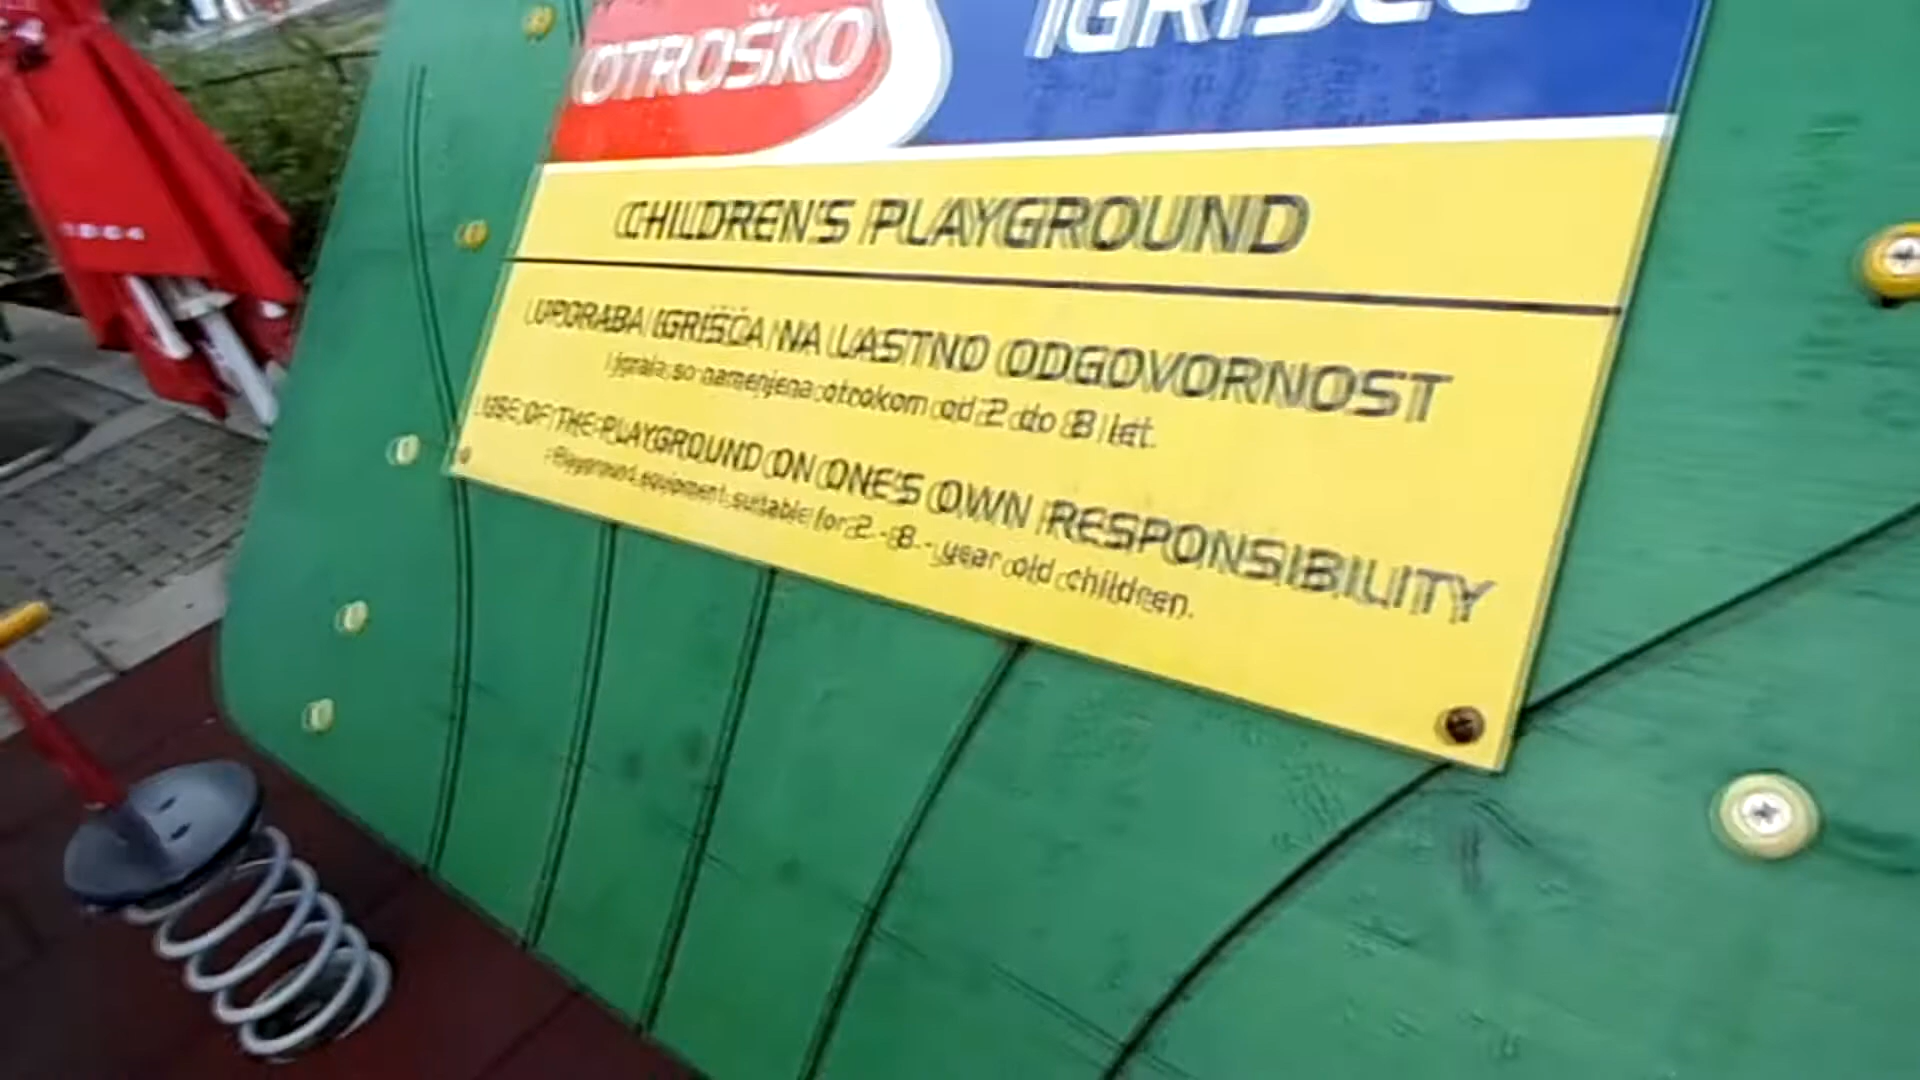 OTROŠKO
IGRIŠČE
CHILDREN'S PLAYGROUND
UPORABA IGRIŠČA NA LASTNO ODGOVORNOST
Igrala so namenjena otrokom od 2 do 8 let.
USE OF THE PLAYGROUND ON ONE'S OWN RESPONSIBILITY
Playground equipment suitable for 2 - 8 - year old children.